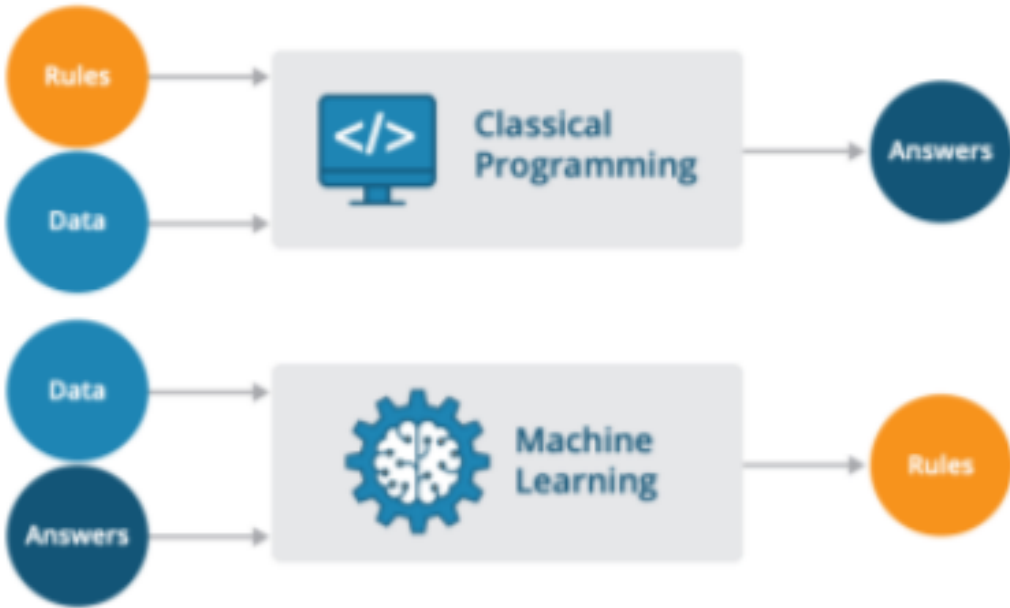 Rules
Data
</>
Classical
Programming
Answers
Data
Answers
Machine
Learning
Rules